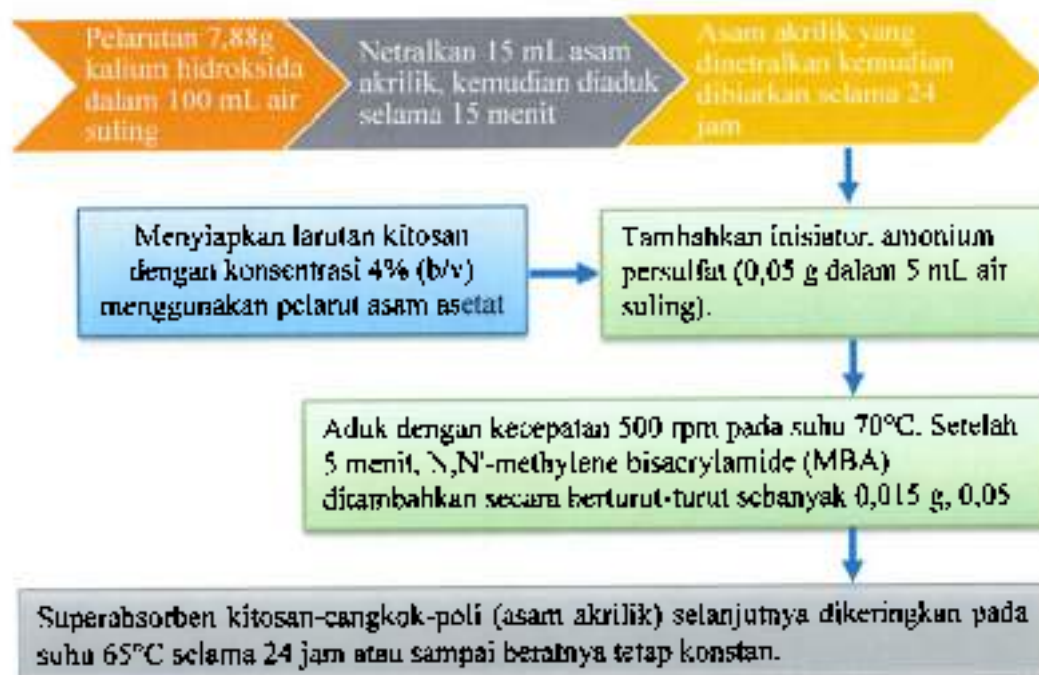 Pelarutan 7,88g
kalium hidroksida
dalam 100 mL air
suling
Netralkan 15 mL asam
akrilik, kemudian diaduk
selama 15 menit
Asam akrilik yang
dinetralkan kemudian
dibiarkan selama 24
jam
Menyiapkan larutan kitosan
dengan konsentrasi 4% (b/v)
menggunakan pelarut asam asetat
Tambahkan inisiator, amonium
persulfat (0,05 g dalam 5 mL air
suling).
Aduk dengan kecepatan 500 rpm pada suhu 70°C. Setelah
5 menit, N,N'-methylene bisacrylamide (MBA)
ditambahkan secara berturut-turut sebanyak 0,015 g, 0,05
Superabsorben kitosan-cangkok-poli (asam akrilik) selanjutnya dikeringkan pada
suhu 65°C selama 24 jam atau sampai beratnya tetap konstan.